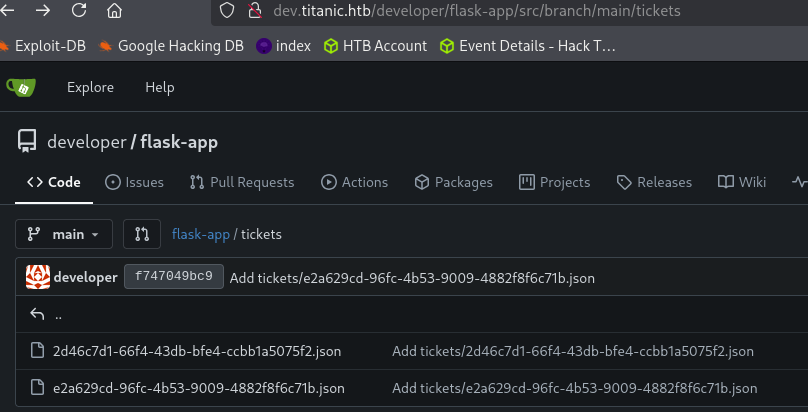 dev.titanic.htb/developer/flask-app/src/branch/main/tickets
Exploit-DB Google Hacking DB index HTB Account Event Details - Hack T…
Explore Help
developer / flask-app
Code Issues Pull Requests Actions Packages Projects Releases Wiki
main flask-app / tickets
developer f747049bc9 Add tickets/e2a629cd-96fc-4b53-9009-4882f8f6c71b.json
..
2d46c7d1-66f4-43db-bfe4-ccbb1a5075f2.json Add tickets/2d46c7d1-66f4-43db-bfe4-ccbb1a5075f2.json
e2a629cd-96fc-4b53-9009-4882f8f6c71b.json Add tickets/e2a629cd-96fc-4b53-9009-4882f8f6c71b.json